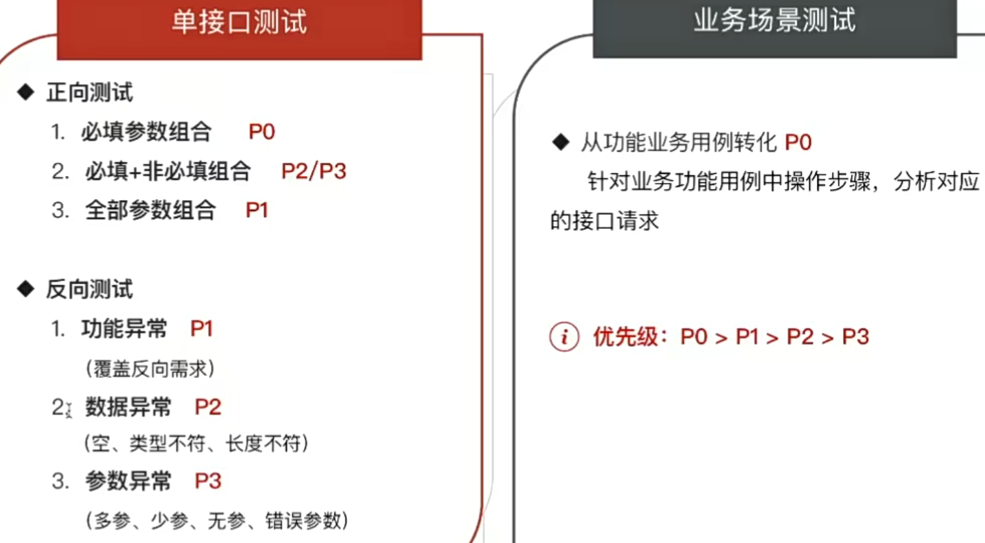 单接口测试
◆ 正向测试
1. 必填参数组合 P0
2. 必填+非必填组合 P2/P3
3. 全部参数组合 P1
◆ 反向测试
1. 功能异常 P1
（覆盖反向需求）
2. 数据异常 P2
（空、类型不符、长度不符）
3. 参数异常 P3
（多参、少参、无参、错误参数）
业务场景测试
◆ 从功能业务用例转化 P0
针对业务功能用例中操作步骤，分析对应
的接口请求
i 优先级：P0 > P1 > P2 > P3